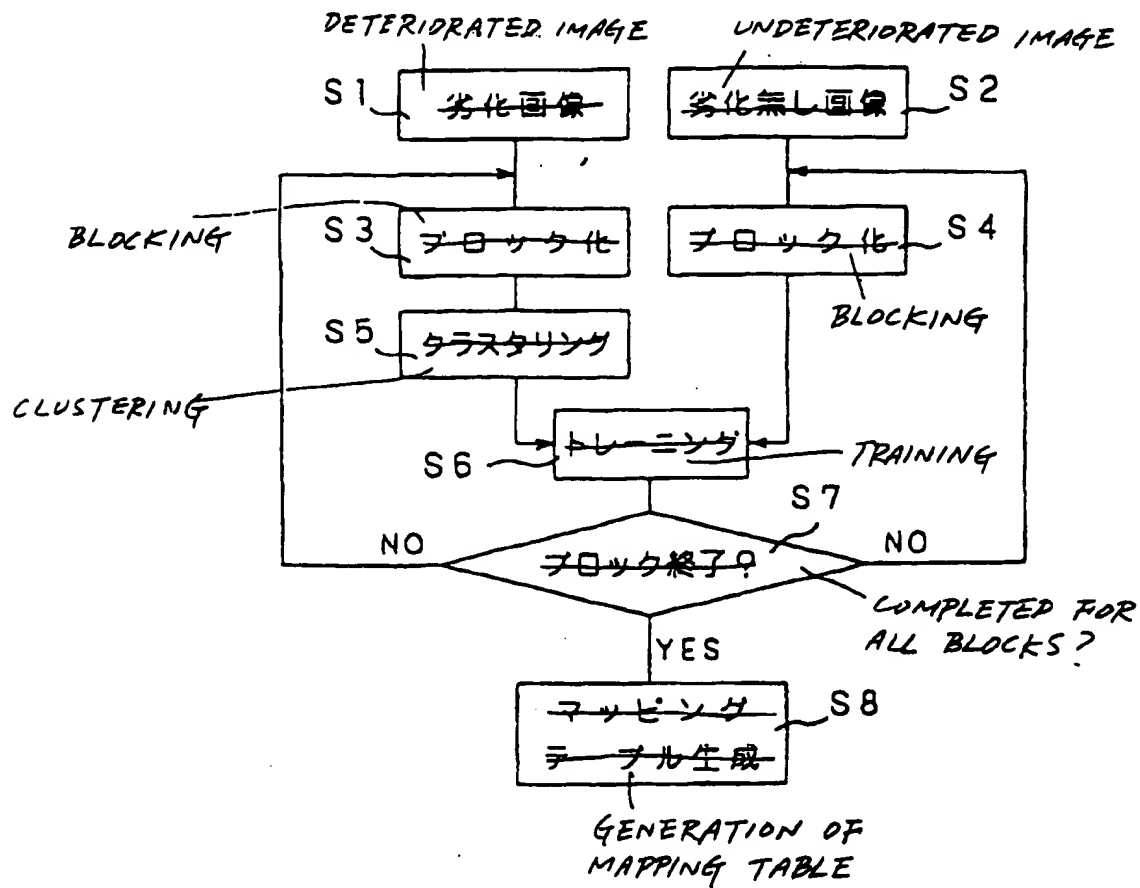 DETERIORATED IMAGE
UNDETERIORATED IMAGE
S1
劣化画像
劣化無し画像
S2
BLOCKING
S3
ブロック化
ブロック化
S4
BLOCKING
S5
クラスタリング
CLUSTERING
トレーニング
S6
TRAINING
S7
NO
ブロック終了?
NO
COMPLETED FOR
ALL BLOCKS?
YES
マッピング
テーブル生成
S8
GENERATION OF
MAPPING TABLE